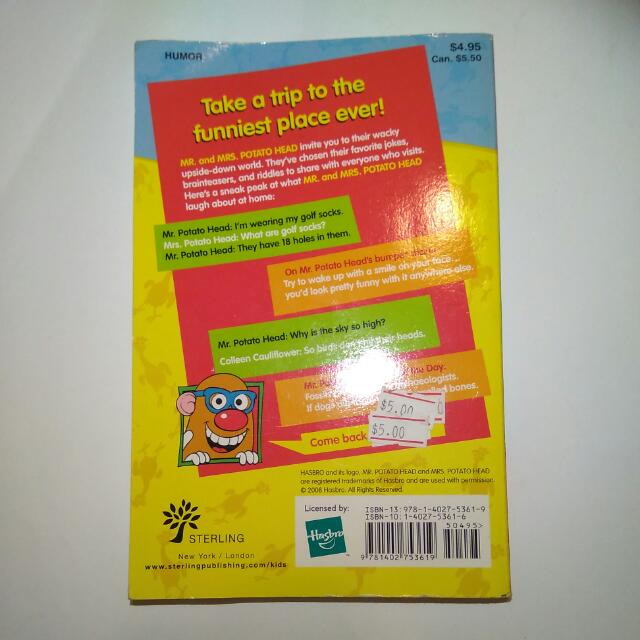 HUMOR
$4.95
Can. $5.50
Take a trip to the
funniest place ever!
MR. and MRS. POTATO HEAD invite you to their wacky
upside-down world. They've chosen their favorite jokes,
brainteasers, and riddles to share with everyone who visits.
Here's a sneak peak at what MR. and MRS. POTATO HEAD
laugh about at home:
Mr. Potato Head: I'm wearing my golf socks.
Mrs. Potato Head: What are golf socks?
Mr. Potato Head: They have 18 holes in them.
On Mr. Potato Head's
Try to wake up with a smile on your face...
you'd look pretty funny with it anywhere else.
Mr. Potato Head: Why is the sky so high?
Colleen Cauliflower: So birds don't their heads.
Mr. of the Day:
If dogs bones.
$5.00
$5.00
Come back
HASBRO and its logo, MR. POTATO HEAD and MRS. POTATO HEAD
are registered trademarks of Hasbro and are used with permission.
© 2008 Hasbro. All Rights Reserved.
STERLING
New York / London
www.sterlingpublishing.com/kids
Licensed by:
Hasbro
ISBN-13: 978-1-4027-5361-9
ISBN-10: 1-4027-5361-6
50495>
9 781402 753619